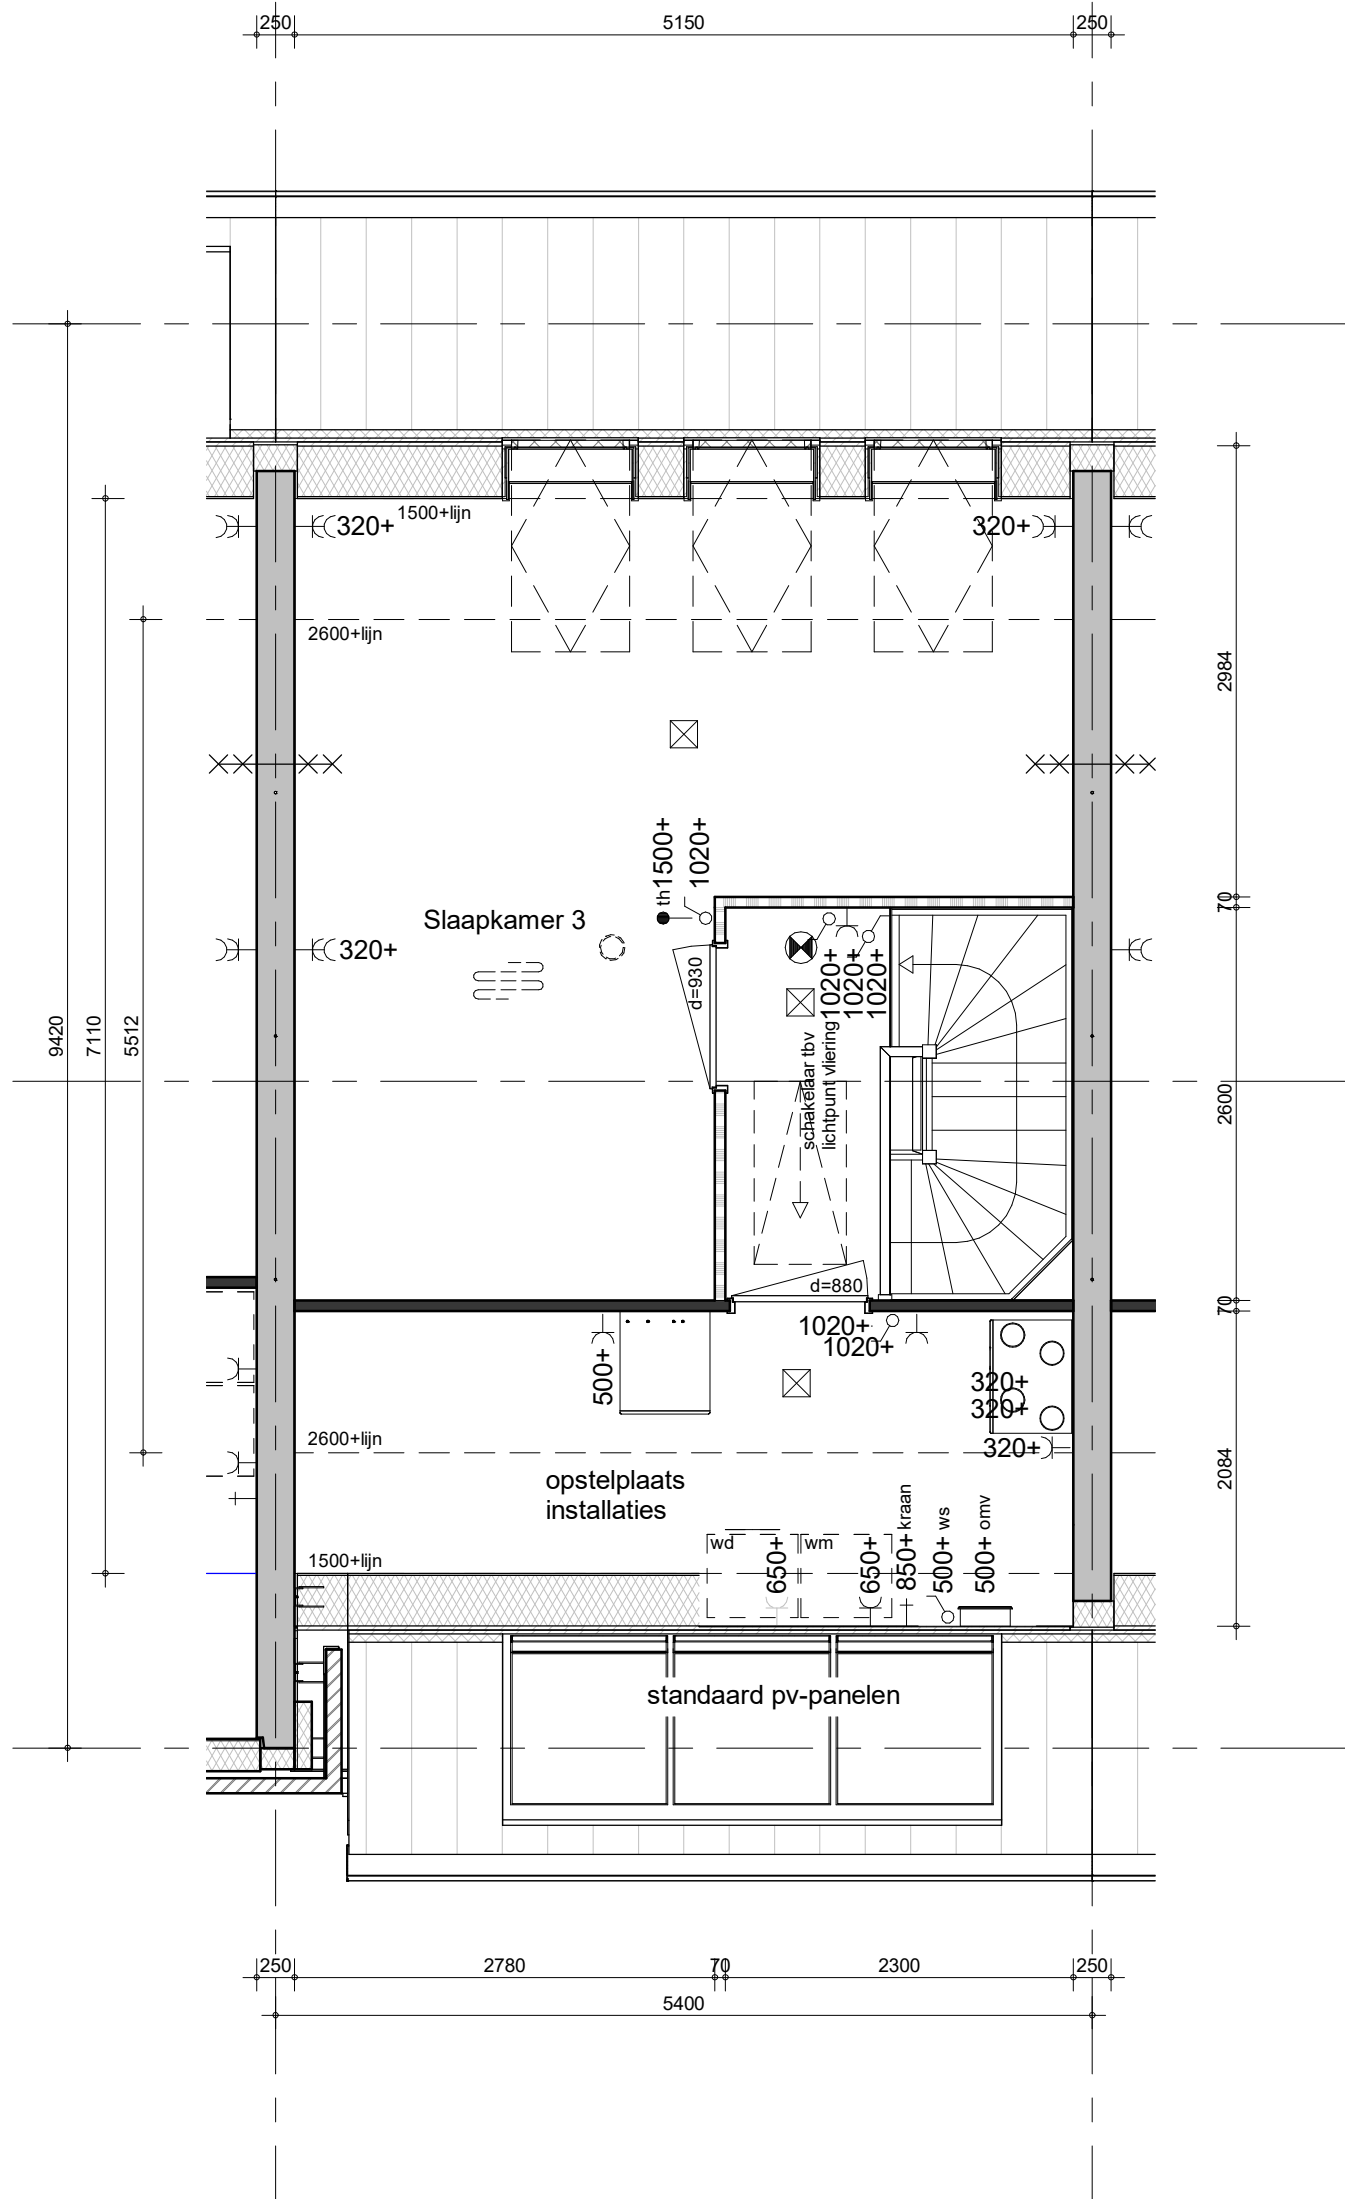 250
5150
250
320+
1500+lijn
320+
2600+lijn
2984
th1500+
1020+
70
Slaapkamer 3
320+
d=930
1020+
1020+
1020+
schakelaar tbv
lichtpunt vliering
9420
7110
5512
2600
d=880
70
1020+
1020+
500+
320+
320+
320+
2600+lijn
2084
opstelplaats
installaties
wd
650+
wm
650+
850+ kraan
500+ ws
500+ omv
1500+lijn
standaard pv-panelen
250
2780
70
2300
250
5400